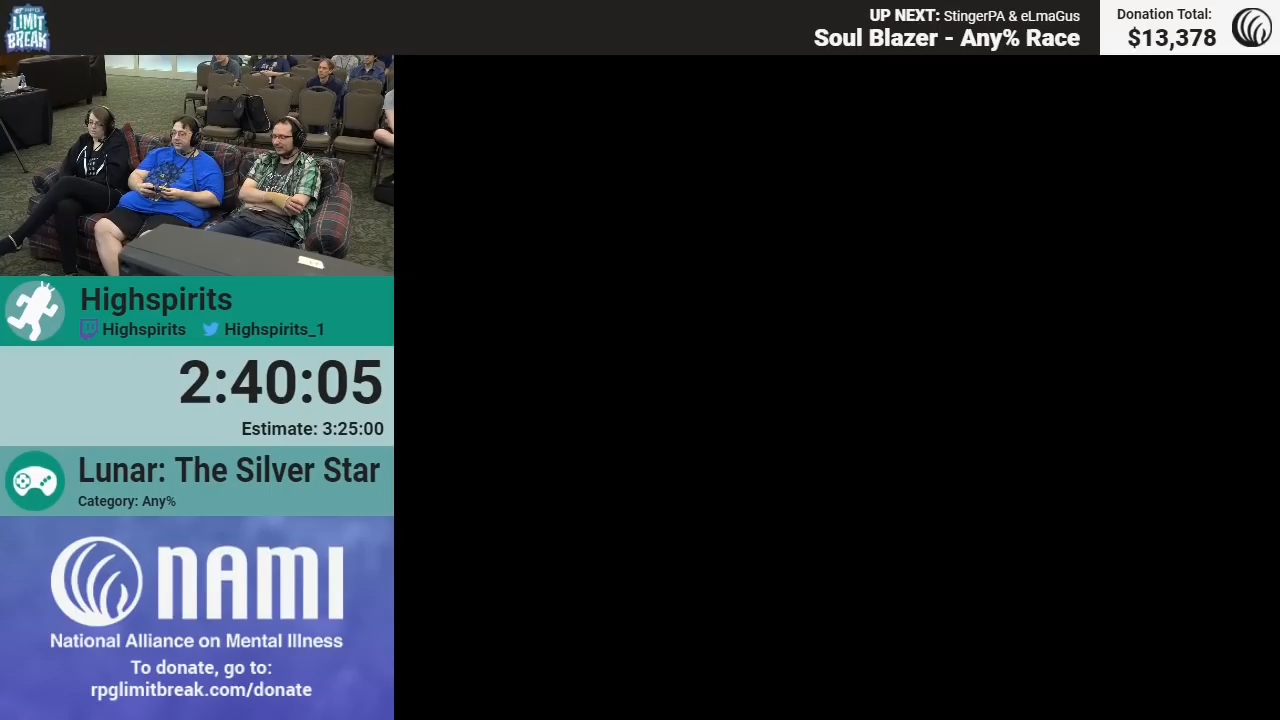 RPG
LIMIT
BREAK
UP NEXT: StingerPA & eLmaGus
Soul Blazer - Any% Race
Donation Total:
$13,378
Highspirits
Highspirits Highspirits_1
2:40:05
Estimate: 3:25:00
Lunar: The Silver Star
Category: Any%
NAMI
National Alliance on Mental Illness
To donate, go to:
rpglimitbreak.com/donate